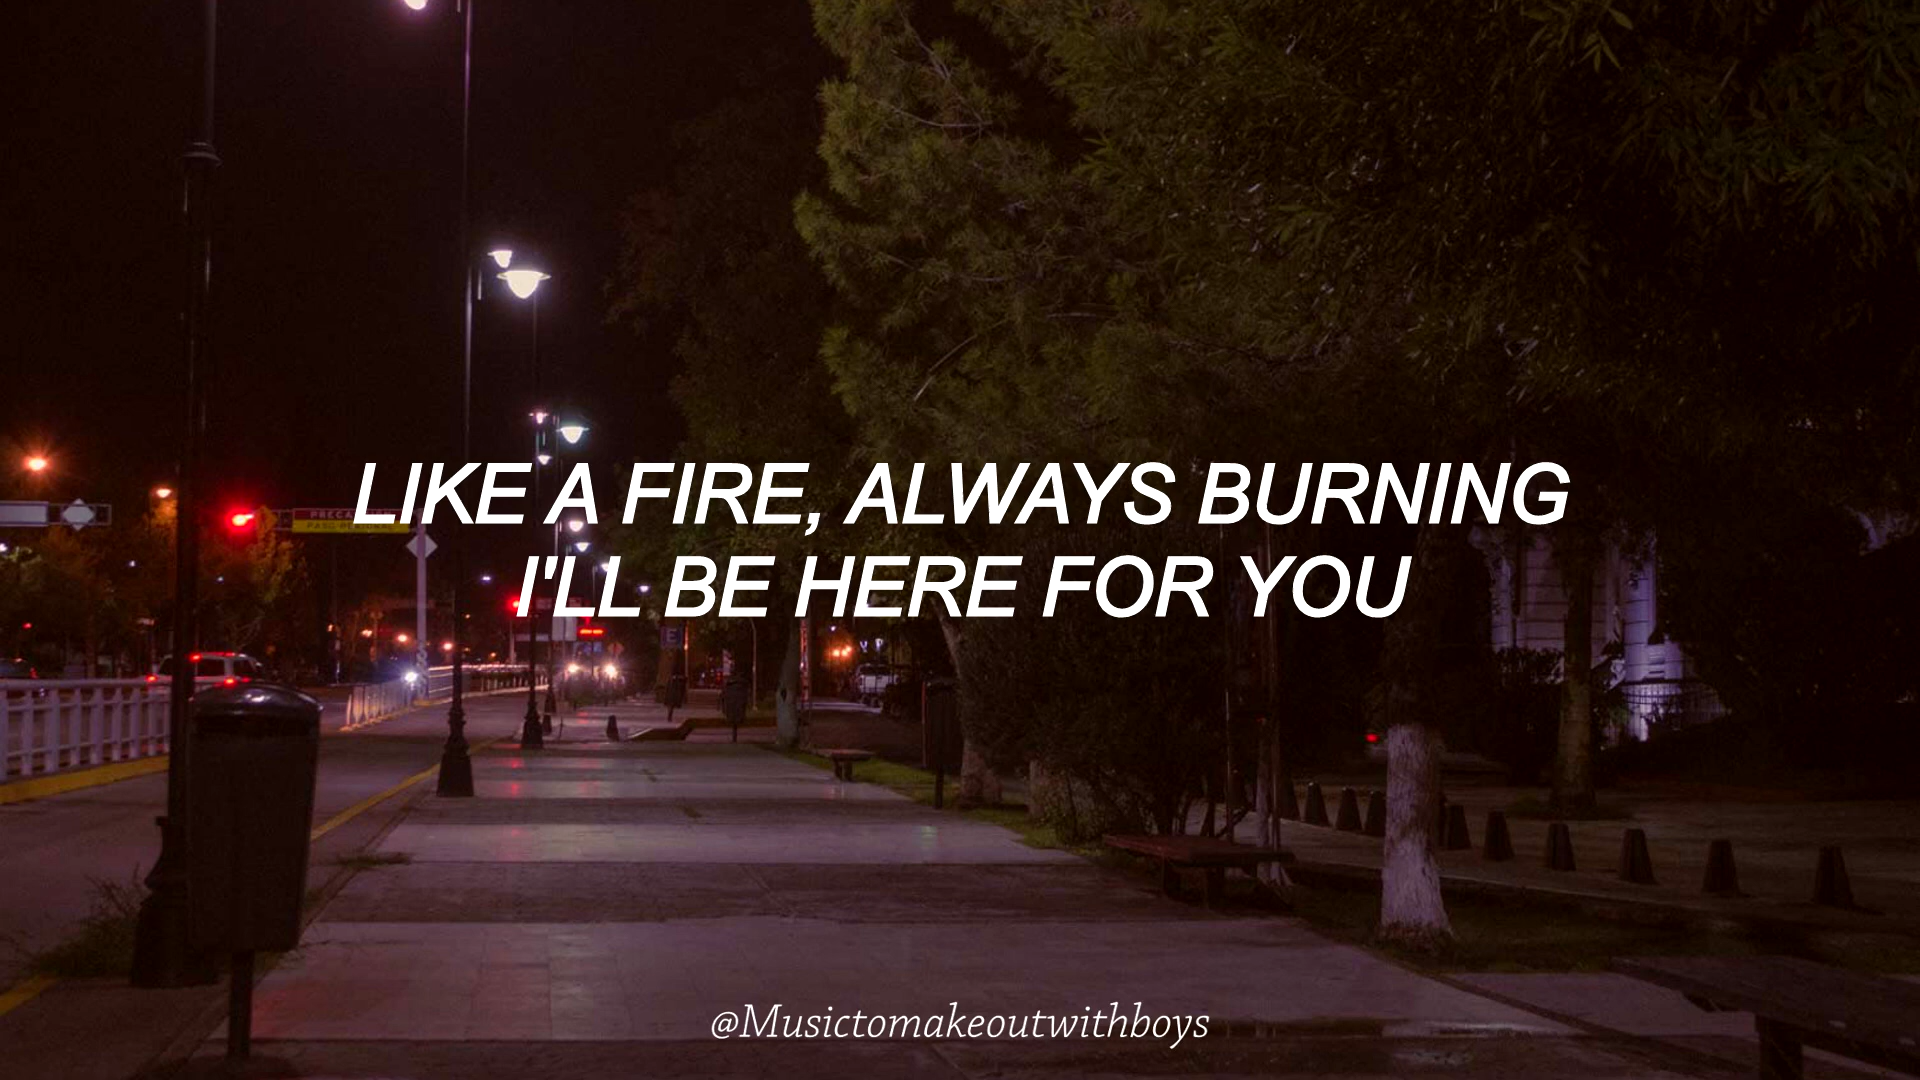 LIKE A FIRE, ALWAYS BURNING
I'LL BE HERE FOR YOU
@Musictomakeoutwithboys